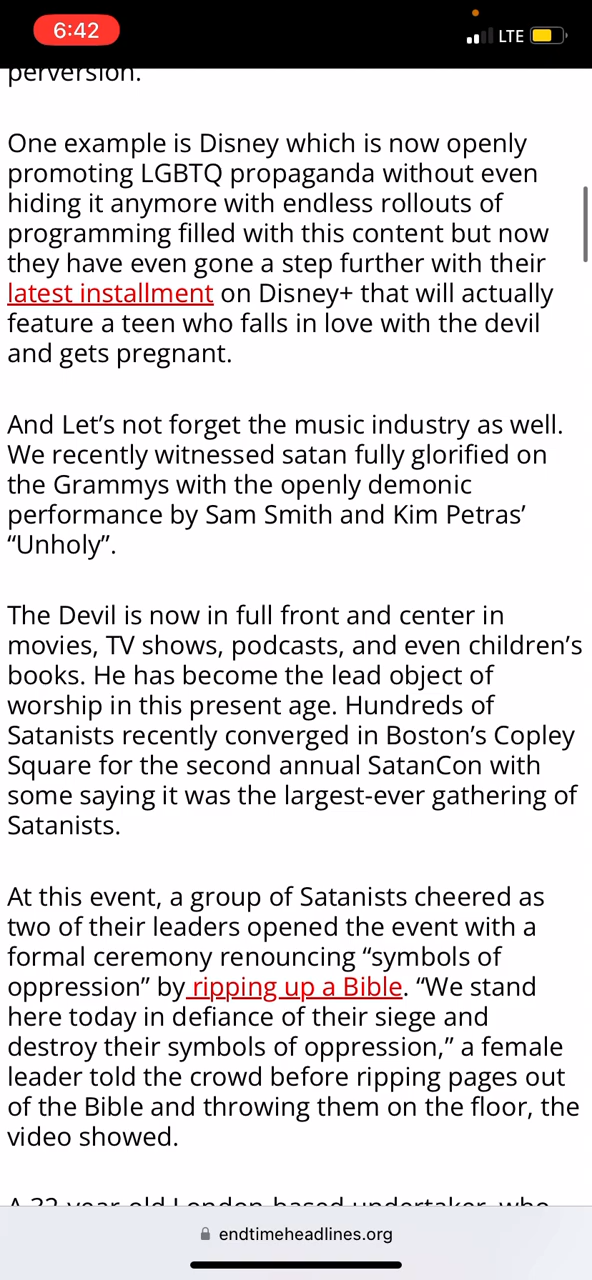 6:42
LTE
perversion.
One example is Disney which is now openly
promoting LGBTQ propaganda without even
hiding it anymore with endless rollouts of
programming filled with this content but now
they have even gone a step further with their
latest installment on Disney+ that will actually
feature a teen who falls in love with the devil
and gets pregnant.
And Let’s not forget the music industry as well.
We recently witnessed satan fully glorified on
the Grammys with the openly demonic
performance by Sam Smith and Kim Petras’
“Unholy”.
The Devil is now in full front and center in
movies, TV shows, podcasts, and even children’s
books. He has become the lead object of
worship in this present age. Hundreds of
Satanists recently converged in Boston’s Copley
Square for the second annual SatanCon with
some saying it was the largest-ever gathering of
Satanists.
At this event, a group of Satanists cheered as
two of their leaders opened the event with a
formal ceremony renouncing “symbols of
oppression” by ripping up a Bible. “We stand
here today in defiance of their siege and
destroy their symbols of oppression,” a female
leader told the crowd before ripping pages out
of the Bible and throwing them on the floor, the
video showed.
A 32-year-old London-based undertaker, who
endtimeheadlines.org